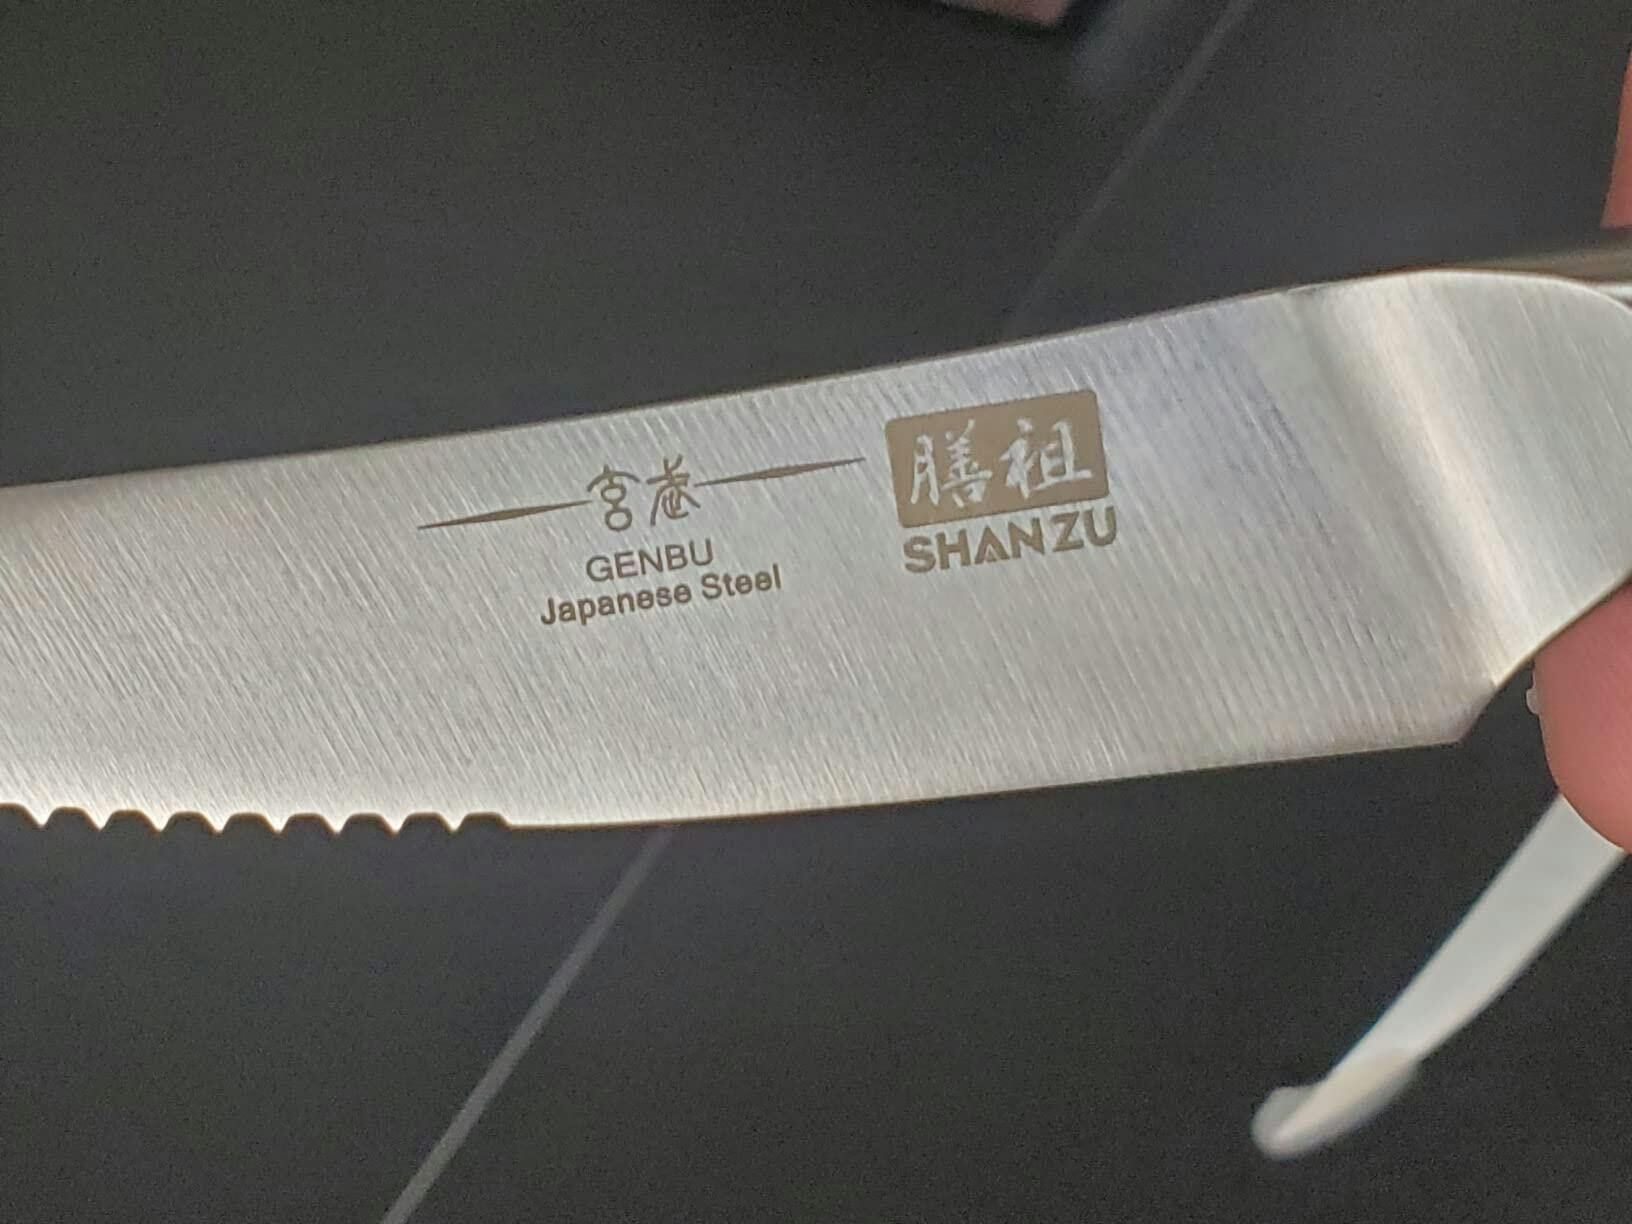 膳祖
SHANZU
GENBU
Japanese Steel